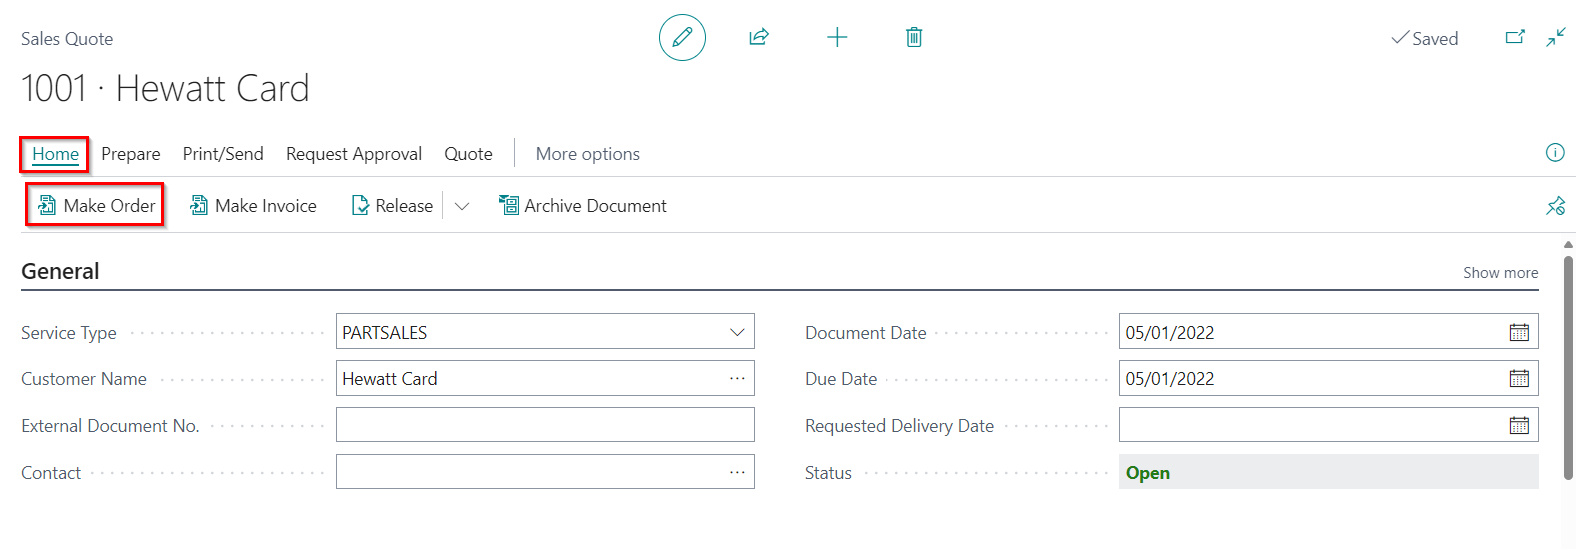 Sales Quote
Saved
1001 · Hewatt Card
Home Prepare Print/Send Request Approval Quote More options
Make Order Make Invoice Release Archive Document
General
Show more
Service Type PARTSALES Document Date 05/01/2022
Customer Name Hewatt Card Due Date 05/01/2022
External Document No. Requested Delivery Date
Contact Status Open